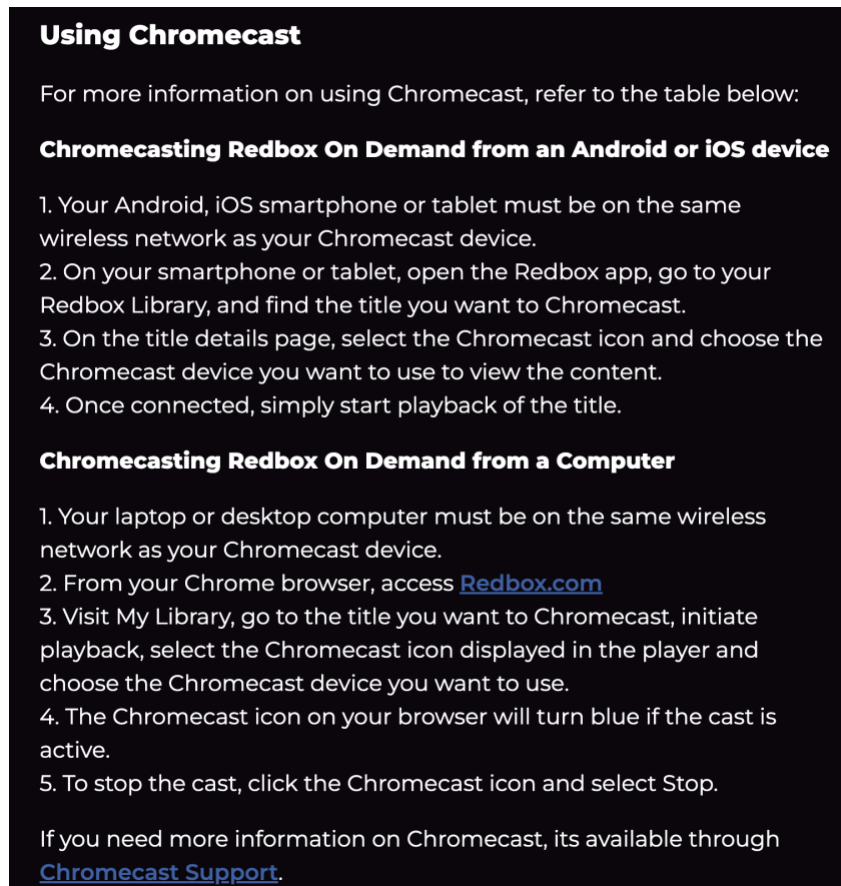 Using Chromecast
For more information on using Chromecast, refer to the table below:
Chromecasting Redbox On Demand from an Android or iOS device
1. Your Android, iOS smartphone or tablet must be on the same
wireless network as your Chromecast device.
2. On your smartphone or tablet, open the Redbox app, go to your
Redbox Library, and find the title you want to Chromecast.
3. On the title details page, select the Chromecast icon and choose the
Chromecast device you want to use to view the content.
4. Once connected, simply start playback of the title.
Chromecasting Redbox On Demand from a Computer
1. Your laptop or desktop computer must be on the same wireless
network as your Chromecast device.
2. From your Chrome browser, access Redbox.com
3. Visit My Library, go to the title you want to Chromecast, initiate
playback, select the Chromecast icon displayed in the player and
choose the Chromecast device you want to use.
4. The Chromecast icon on your browser will turn blue if the cast is
active.
5. To stop the cast, click the Chromecast icon and select Stop.
If you need more information on Chromecast, its available through
Chromecast Support.